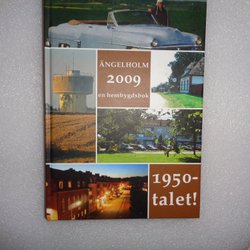 ÄNGELHOLM
2009
en hembygdsbok
1950-
talet!